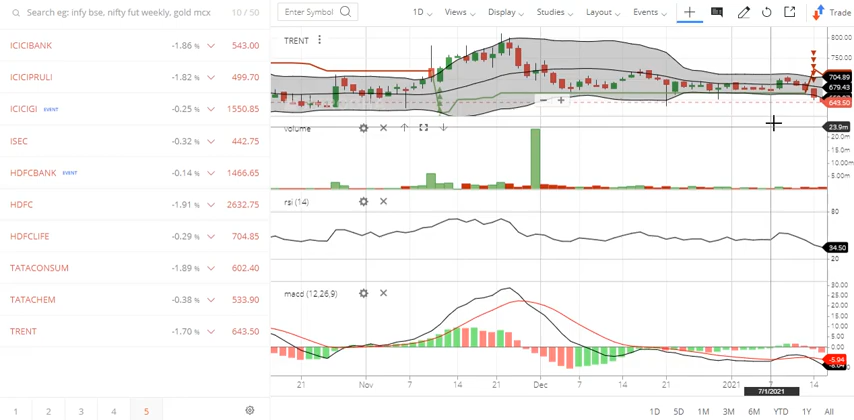 Search eg: infy bse, nifty fut weekly, gold mcx 10 / 50
ICICIBANK -1.86 % 543.00
ICICIPRULI -1.82 % 499.70
ICICIGI EVENT -0.25 % 1550.85
ISEC -0.32 % 442.75
HDFCBANK EVENT -0.14 % 1466.65
HDFC -1.91 % 2632.75
HDFCLIFE -0.29 % 704.85
TATACONSUM -1.89 % 602.40
TATACHEM -0.38 % 533.90
TRENT -1.70 % 643.50
1 2 3 4 5
Enter Symbol 1D Views Display Studies Layout Events Trade
TRENT
800.00
750.00
704.89
679.43
643.50
volume
23.9m
20.00m
15.00m
10.00m
5.00m
rsi (14)
80
34.50
20
macd (12,26,9)
30.00
25.00
20.00
15.00
10.00
5.00
0.00
-5.94
-10.00
21 Nov 7 14 21 Dec 7 14 21 2021 7 14
7/1/2021
1D 5D 1M 3M 6M YTD 1Y All